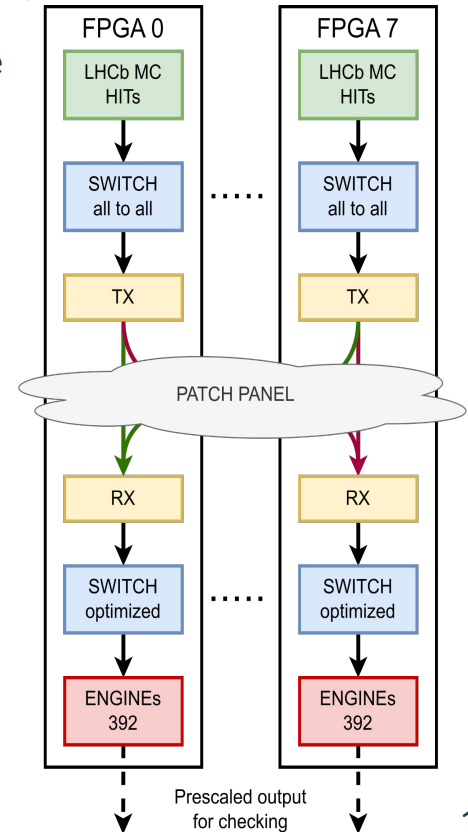 e
FPGA 0
LHCb MC
HITs
SWITCH
all to all
TX
FPGA 7
LHCb MC
HITs
SWITCH
all to all
TX
PATCH PANEL
RX
SWITCH
optimized
ENGINEs
392
RX
SWITCH
optimized
ENGINEs
392
Prescaled output
for checking